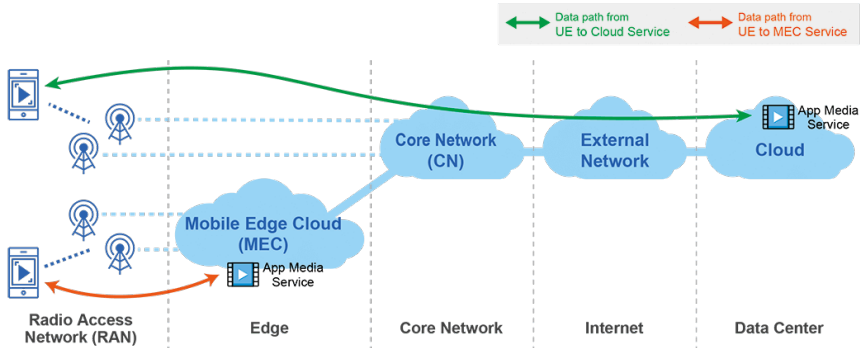 Data path from
UE to Cloud Service
Data path from
UE to MEC Service
App Media
Service
Core Network
(CN)
External
Network
Cloud
Mobile Edge Cloud
(MEC)
App Media
Service
Radio Access
Network (RAN)
Edge
Core Network
Internet
Data Center